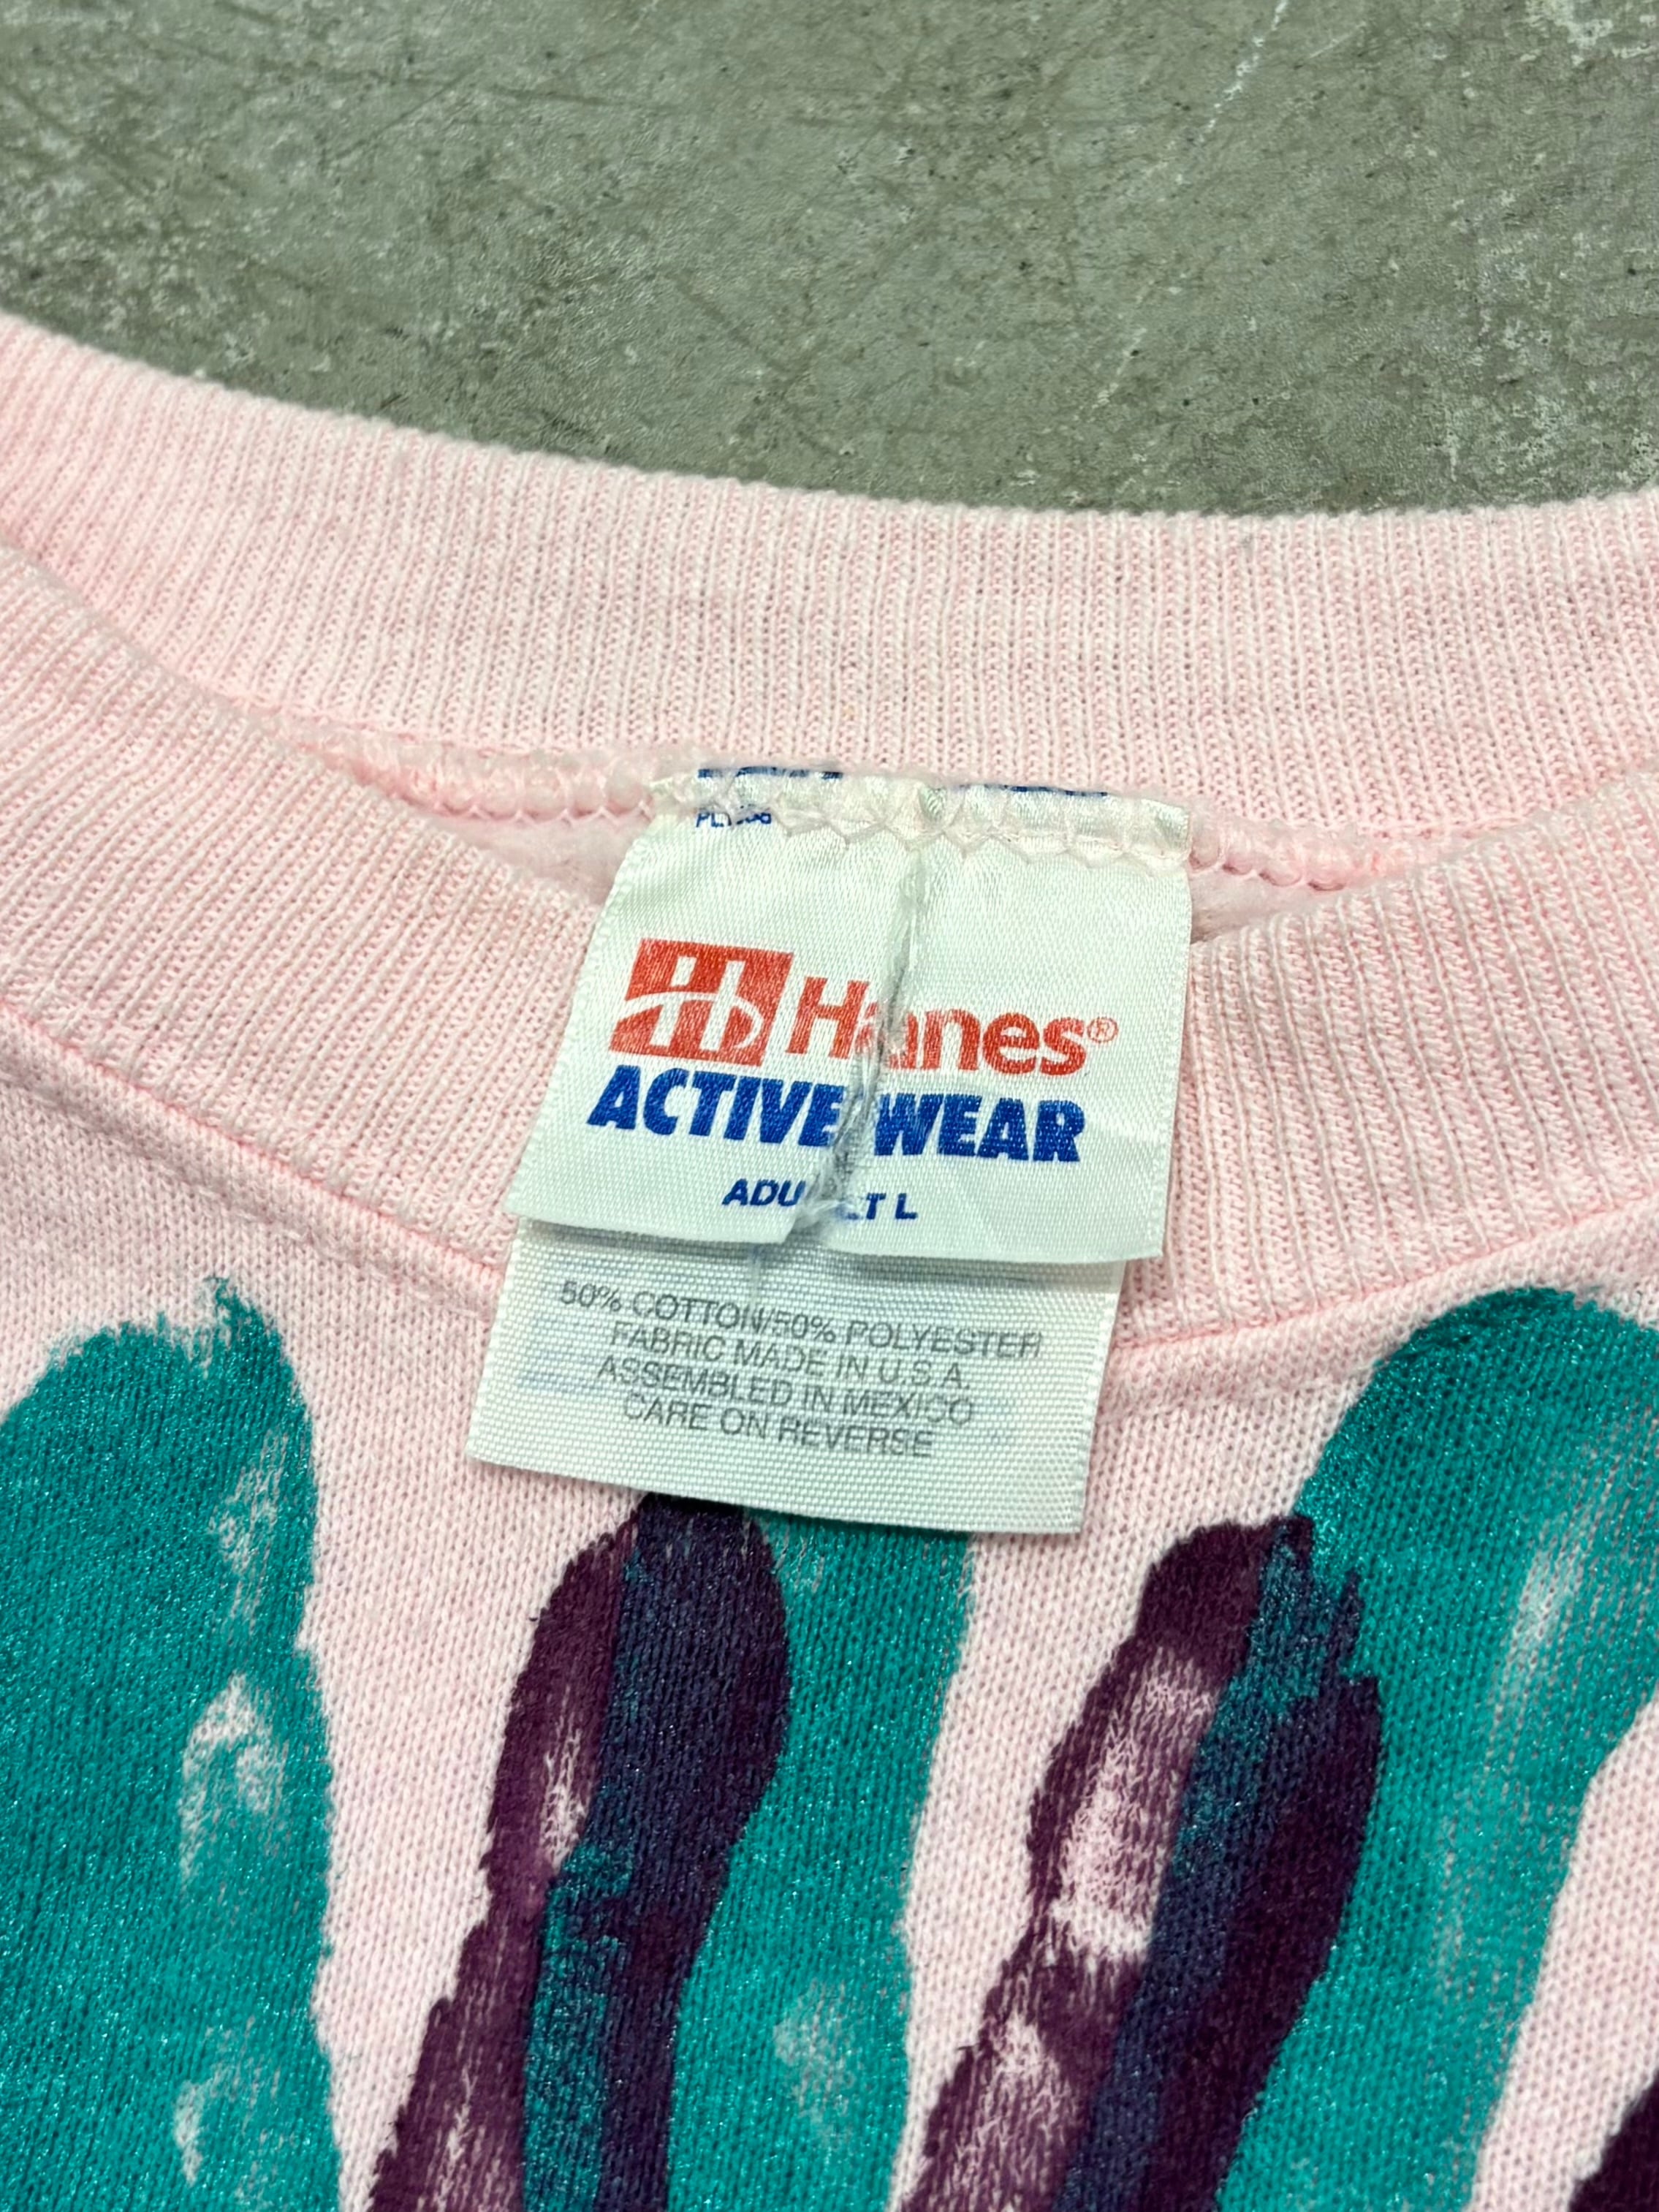 Hanes®
ACTIVEWEAR
ADULT L
50% COTTON/50% POLYESTER
FABRIC MADE IN U.S.A.
ASSEMBLED IN MEXICO
CARE ON REVERSE